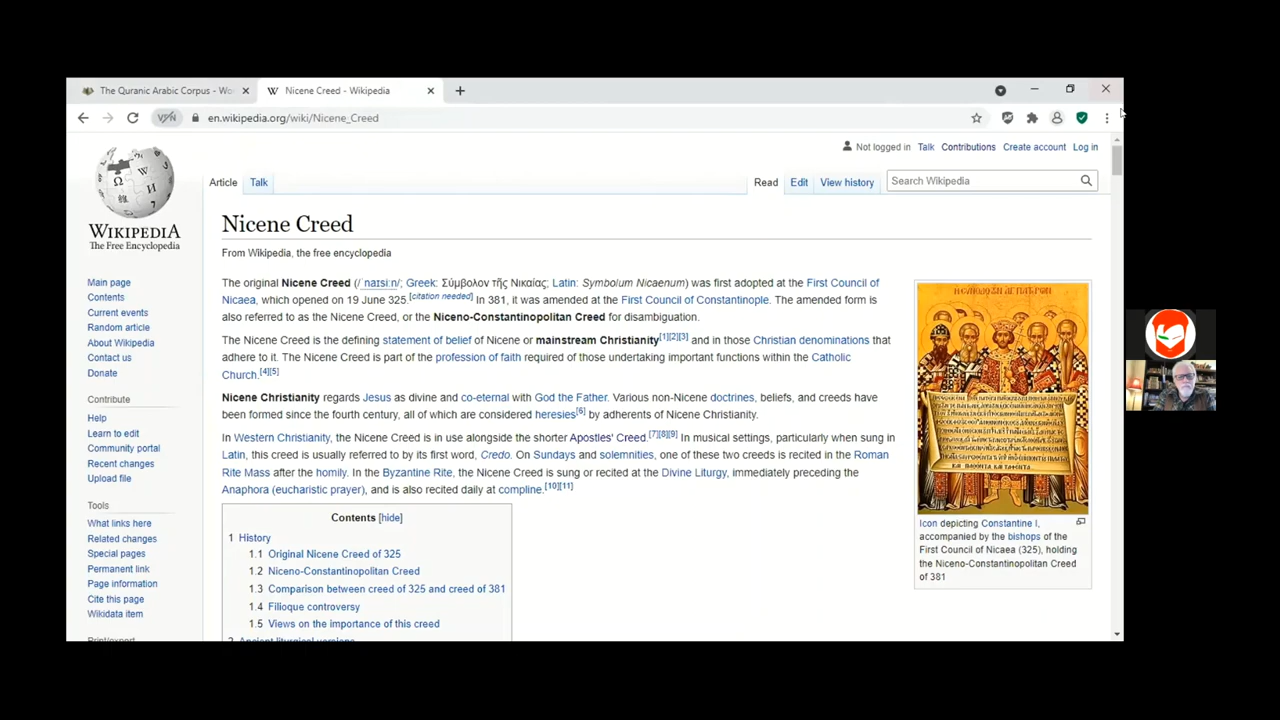 The Quranic Arabic Corpus - Wo
Nicene Creed - Wikipedia
en.wikipedia.org/wiki/Nicene_Creed
Not logged in Talk Contributions Create account Log in
Article Talk Read Edit View history Search Wikipedia
WIKIPEDIA
The Free Encyclopedia
Main page
Contents
Current events
Random article
About Wikipedia
Contact us
Donate
Contribute
Help
Learn to edit
Community portal
Recent changes
Upload file
Tools
What links here
Related changes
Special pages
Permanent link
Page information
Cite this page
Wikidata item
Print/export
Nicene Creed
From Wikipedia, the free encyclopedia
The original Nicene Creed (/ˈnaɪsiːn/; Greek: Σύμβολον τῆς Νικαίας; Latin: Symbolum Nicaenum) was first adopted at the First Council of
Nicaea, which opened on 19 June 325.[citation needed] In 381, it was amended at the First Council of Constantinople. The amended form is
also referred to as the Nicene Creed, or the Niceno-Constantinopolitan Creed for disambiguation.
The Nicene Creed is the defining statement of belief of Nicene or mainstream Christianity[1][2][3] and in those Christian denominations that
adhere to it. The Nicene Creed is part of the profession of faith required of those undertaking important functions within the Catholic
Church.[4][5]
Nicene Christianity regards Jesus as divine and co-eternal with God the Father. Various non-Nicene doctrines, beliefs, and creeds have
been formed since the fourth century, all of which are considered heresies[6] by adherents of Nicene Christianity.
In Western Christianity, the Nicene Creed is in use alongside the shorter Apostles' Creed.[7][8][9] In musical settings, particularly when sung in
Latin, this creed is usually referred to by its first word, Credo. On Sundays and solemnities, one of these two creeds is recited in the Roman
Rite Mass after the homily. In the Byzantine Rite, the Nicene Creed is sung or recited at the Divine Liturgy, immediately preceding the
Anaphora (eucharistic prayer), and is also recited daily at compline.[10][11]
Contents [hide]
1 History
1.1 Original Nicene Creed of 325
1.2 Niceno-Constantinopolitan Creed
1.3 Comparison between creed of 325 and creed of 381
1.4 Filioque controversy
1.5 Views on the importance of this creed
2 Ancient liturgical versions
Icon depicting Constantine I,
accompanied by the bishops of the
First Council of Nicaea (325), holding
the Niceno-Constantinopolitan Creed
of 381